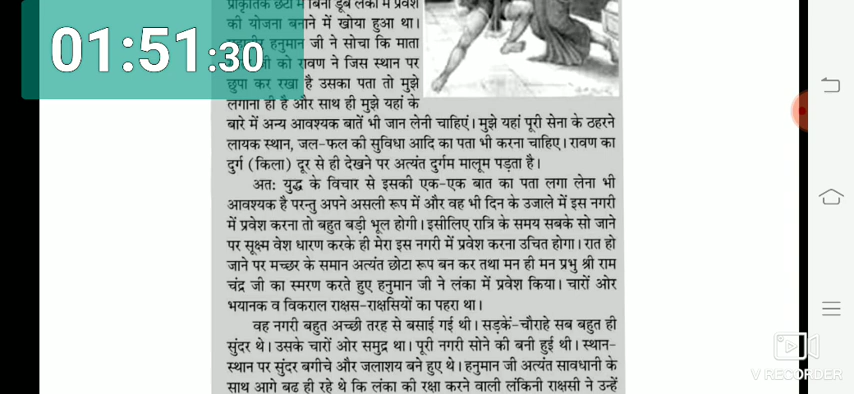 प्राकृतिक छटा में बिना डूबे लंका में प्रवेश
की योजना बनाने में खोया हुआ था।
हनुमान जी ने सोचा कि माता
को रावण ने जिस स्थान पर
छुपा कर रखा है उसका पता तो मुझे
लगाना ही है और साथ ही मुझे यहां के
बारे में अन्य आवश्यक बातें भी जान लेनी चाहिएं। मुझे यहां पूरी सेना के ठहरने
लायक स्थान, जल-फल की सुविधा आदि का पता भी करना चाहिए। रावण का
दुर्ग (किला) दूर से ही देखने पर अत्यंत दुर्गम मालूम पड़ता है।
अत: युद्ध के विचार से इसकी एक-एक बात का पता लगा लेना भी
आवश्यक है परन्तु अपने असली रूप में और वह भी दिन के उजाले में इस नगरी
में प्रवेश करना तो बहुत बड़ी भूल होगी। इसीलिए रात्रि के समय सबके सो जाने
पर सूक्ष्म वेश धारण करके ही मेरा इस नगरी में प्रवेश करना उचित होगा। रात हो
जाने पर मच्छर के समान अत्यंत छोटा रूप बन कर तथा मन ही मन प्रभु श्री राम
चंद्र जी का स्मरण करते हुए हनुमान जी ने लंका में प्रवेश किया। चारों ओर
भयानक व विकराल राक्षस-राक्षसियों का पहरा था।
वह नगरी बहुत अच्छी तरह से बसाई गई थी। सड़कें-चौराहे सब बहुत ही
सुंदर थे। उसके चारों ओर समुद्र था। पूरी नगरी सोने की बनी हुई थी। स्थान-
स्थान पर सुंदर बगीचे और जलाशय बने हुए थे। हनुमान जी अत्यंत सावधानी के
साथ आगे बढ़ ही रहे थे कि लंका की रक्षा करने वाली लंकिनी राक्षसी ने उन्हें
01:51:30
V RECORDER